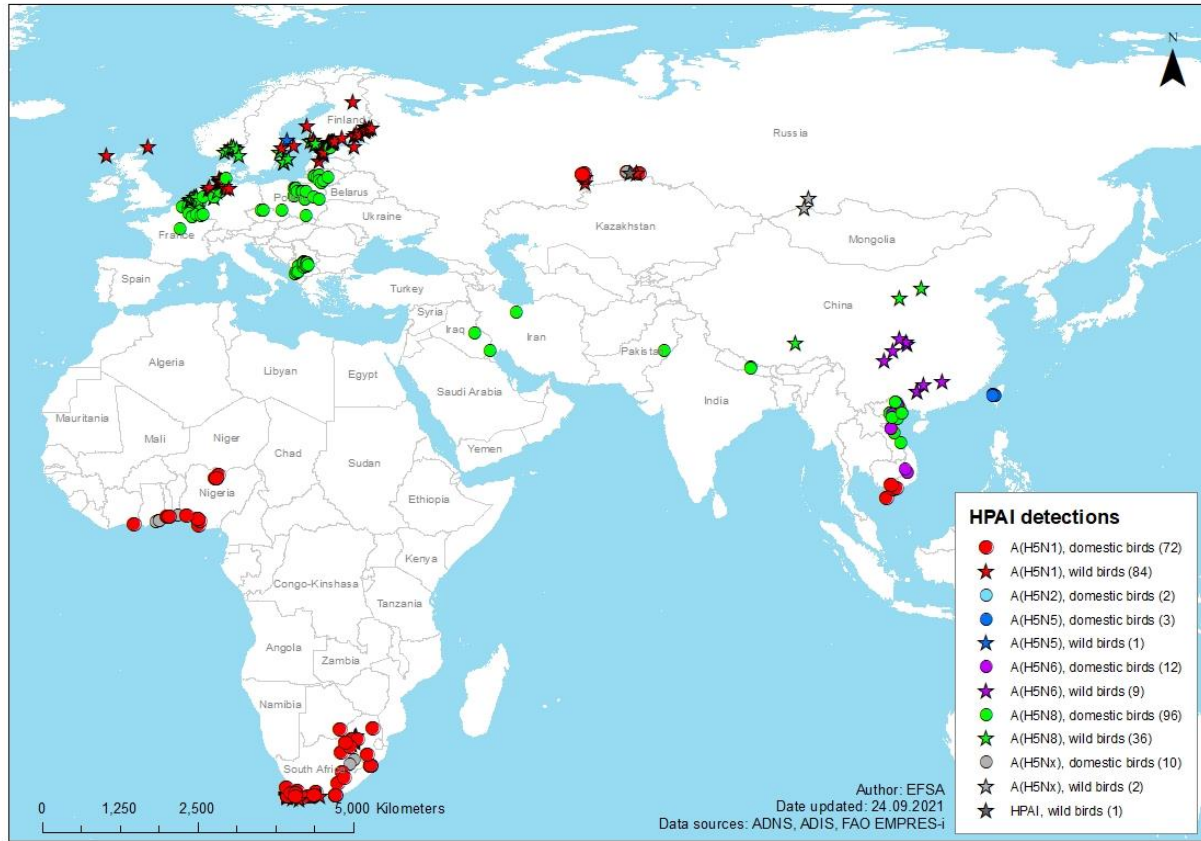 N
Finland
Russia
Po
Belarus
Ukraine
France
Kazakhstan
Mongolia
Spain
Turkey
China
Syria
Iraq
Iran
Pakistan
Algeria
Libyan
Egypt
Saudi Arabia
India
Mauritania
Mali
Niger
Chad
Sudan
Yemen
Nigeria
Ethiopia
Kenya
Congo-Kinshasa
Tanzania
Angola
Zambia
Namibia
South Africa
0 1,250 2,500 5,000 Kilometers
Author: EFSA
Date updated: 24.09.2021
Data sources: ADNS, ADIS, FAO EMPRES-i
HPAI detections
A(H5N1), domestic birds (72)
A(H5N1), wild birds (84)
A(H5N2), domestic birds (2)
A(H5N5), domestic birds (3)
A(H5N5), wild birds (1)
A(H5N6), domestic birds (12)
A(H5N6), wild birds (9)
A(H5N8), domestic birds (96)
A(H5N8), wild birds (36)
A(H5Nx), domestic birds (10)
A(H5Nx), wild birds (2)
HPAI, wild birds (1)